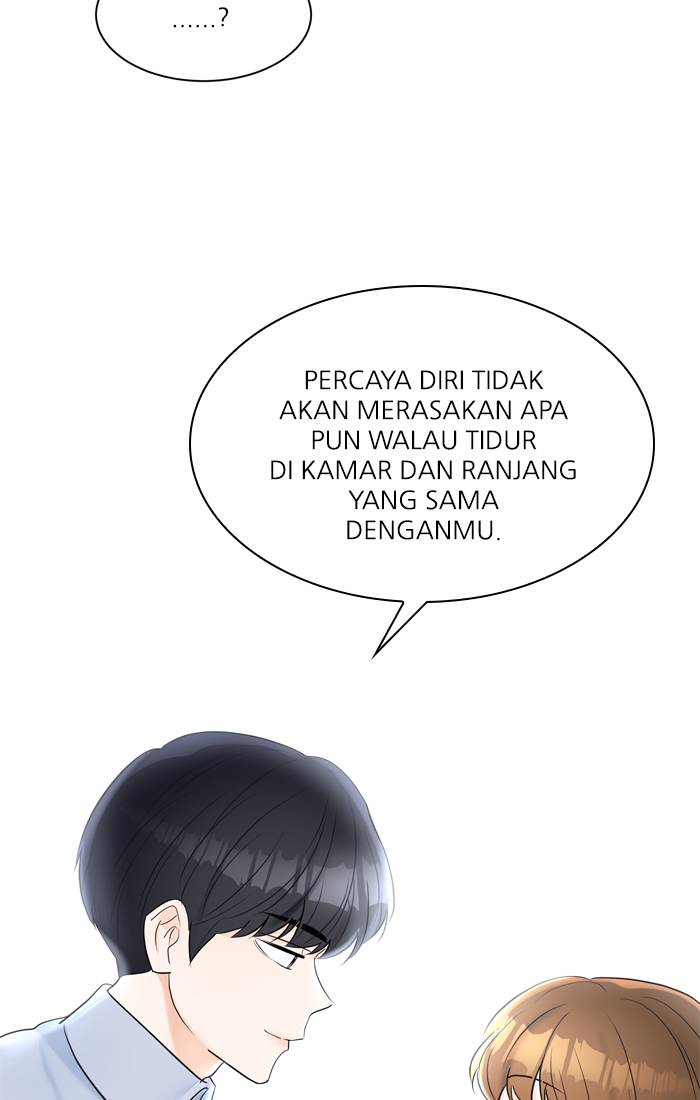 ......?
PERCAYA DIRI TIDAK
AKAN MERASAKAN APA
PUN WALAU TIDUR
DI KAMAR DAN RANJANG
YANG SAMA
DENGANMU.